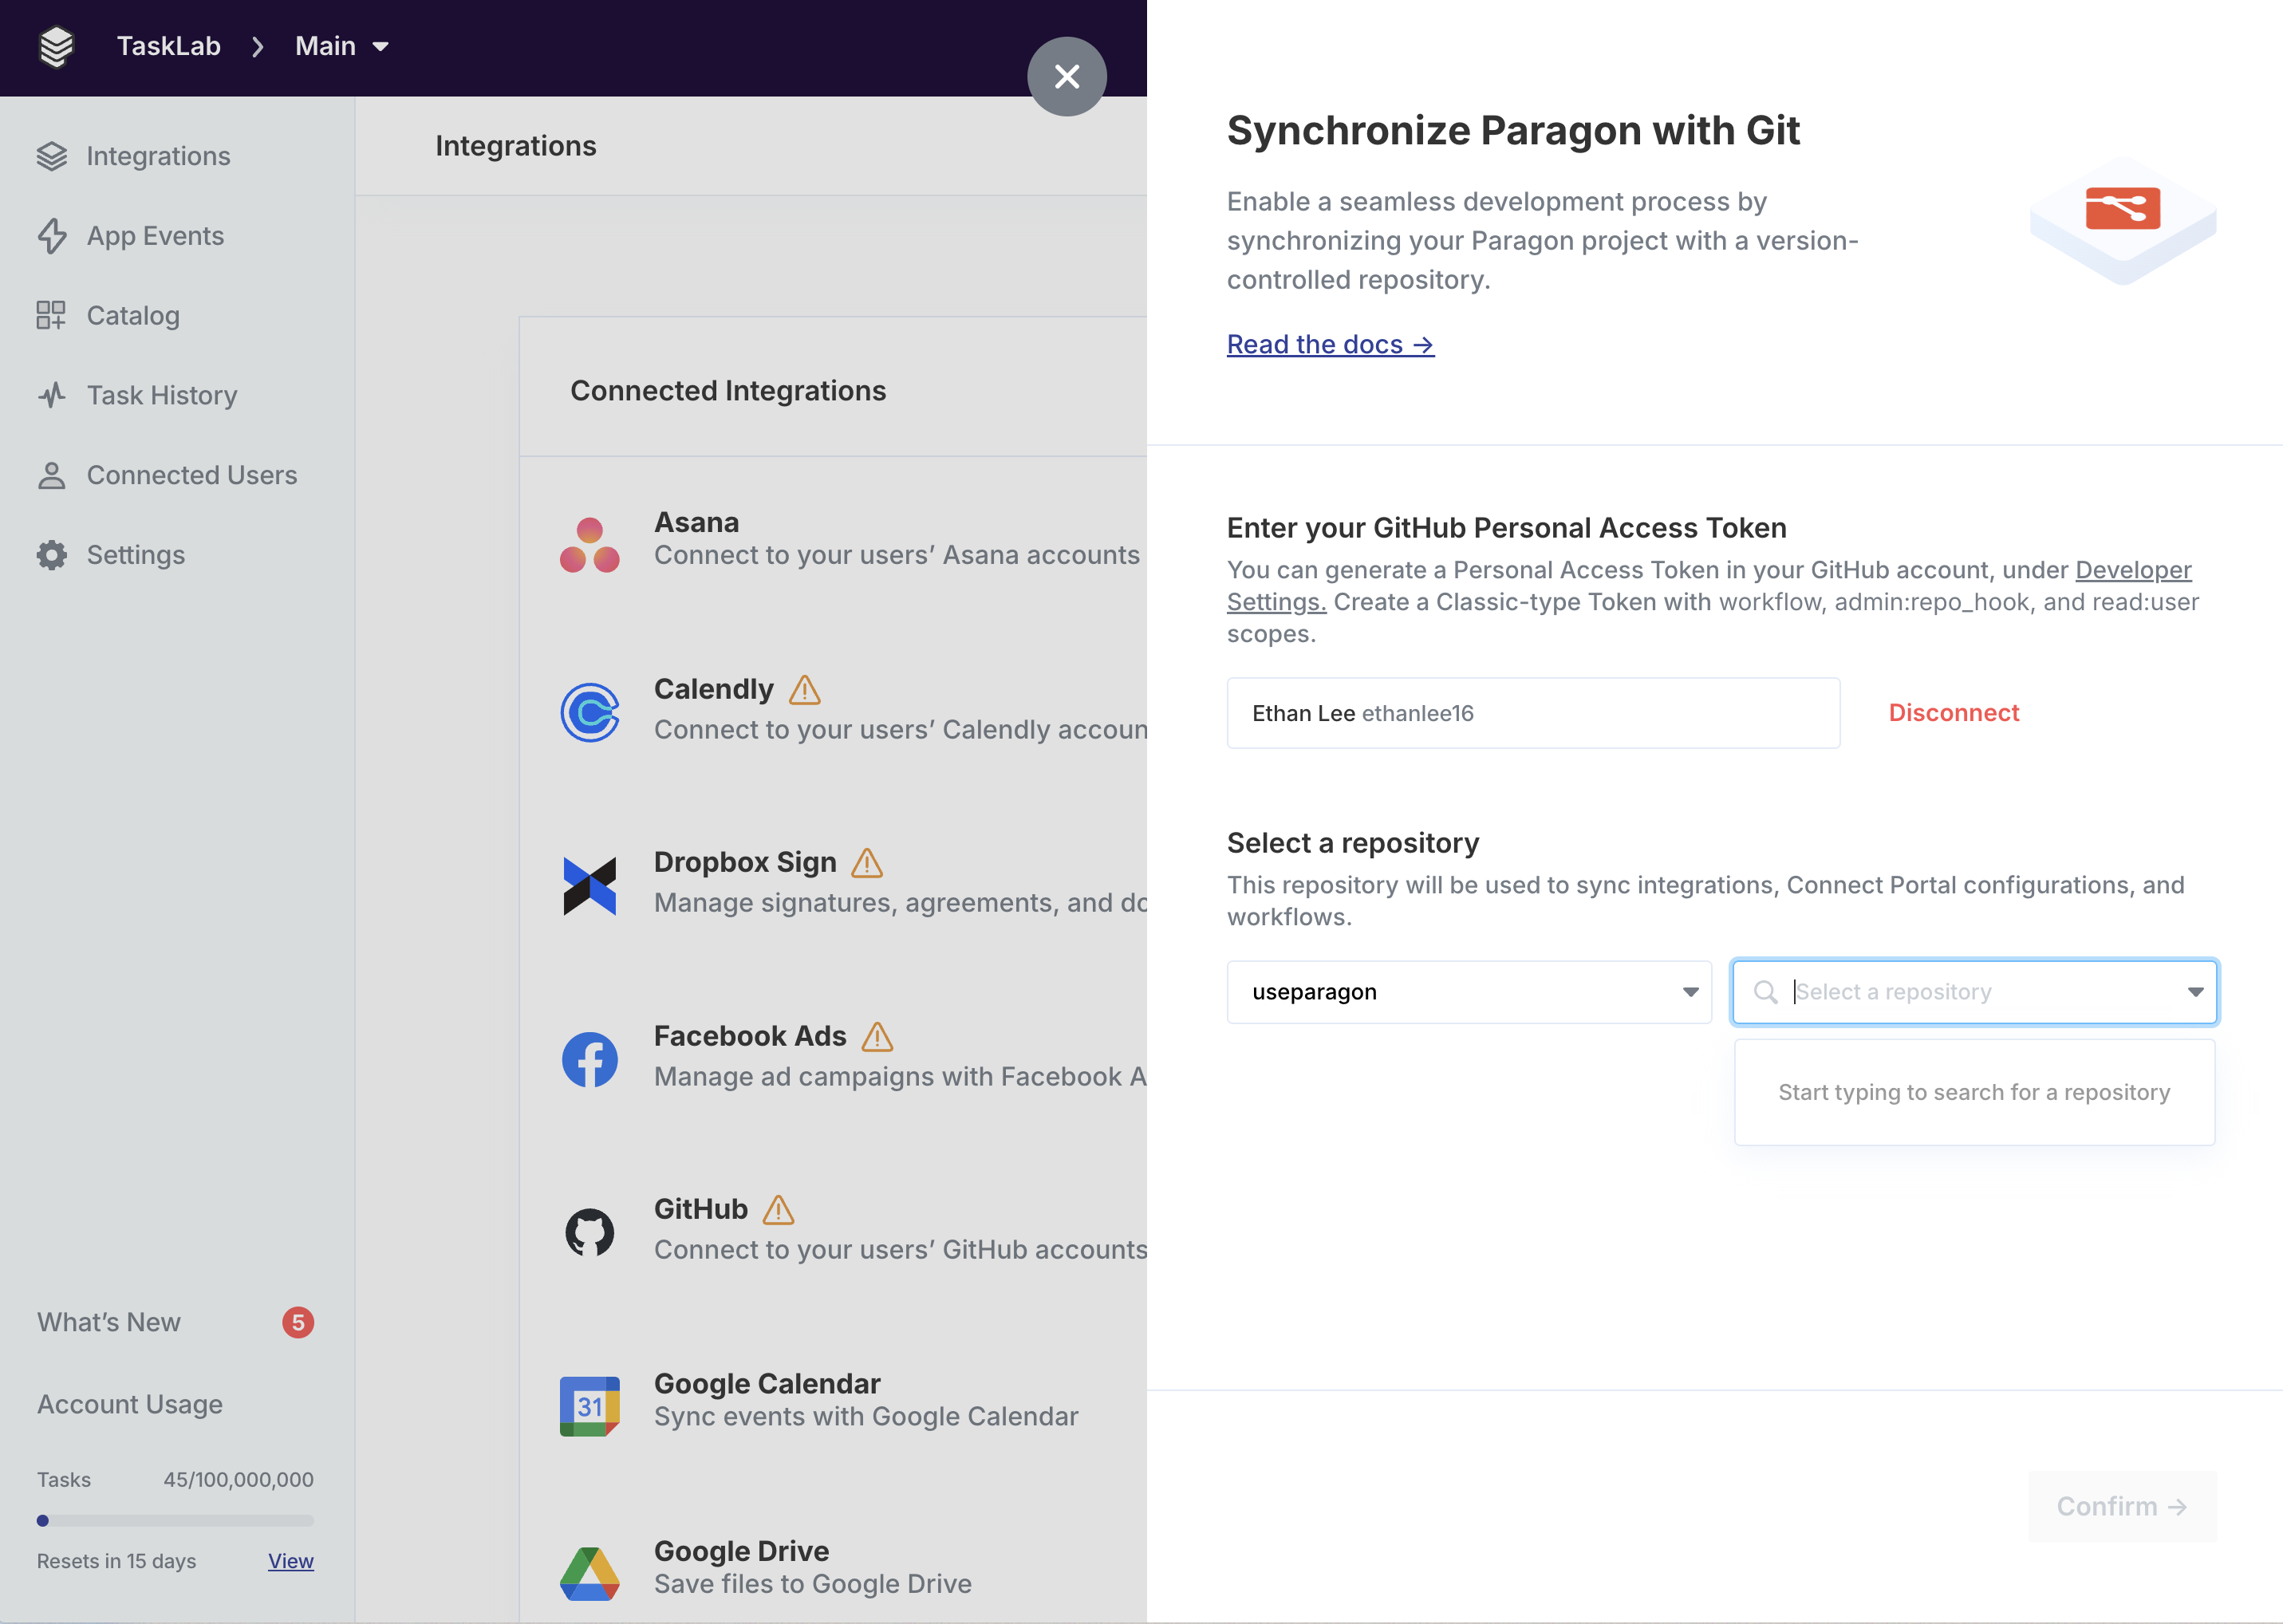 TaskLab
Main
Integrations
App Events
Catalog
Task History
Connected Users
Settings
What's New
5
Account Usage
Tasks
45/100,000,000
Resets in 15 days
View
Integrations
Connected Integrations
Asana
Connect to your users' Asana accounts
Calendly
Connect to your users' Calendly accoun
Dropbox Sign
Manage signatures, agreements, and do
Facebook Ads
Manage ad campaigns with Facebook A
GitHub
Connect to your users' GitHub accounts
31
Google Calendar
Sync events with Google Calendar
Google Drive
Save files to Google Drive
Synchronize Paragon with Git
Enable a seamless development process by
synchronizing your Paragon project with a version-
controlled repository.
Read the docs →
Enter your GitHub Personal Access Token
You can generate a Personal Access Token in your GitHub account, under Developer
Settings. Create a Classic-type Token with workflow, admin:repo_hook, and read:user
scopes.
Ethan Lee ethanlee16
Disconnect
Select a repository
This repository will be used to sync integrations, Connect Portal configurations, and
workflows.
useparagon
Select a repository
Start typing to search for a repository
Confirm →